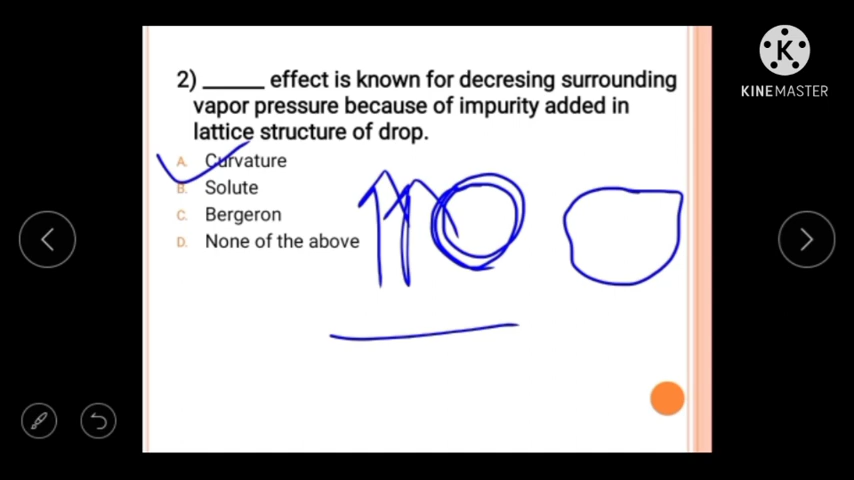 2) _____ effect is known for decresing surrounding
vapor pressure because of impurity added in
lattice structure of drop.
A. Curvature
B. Solute
C. Bergeron
D. None of the above
K
KINEMASTER